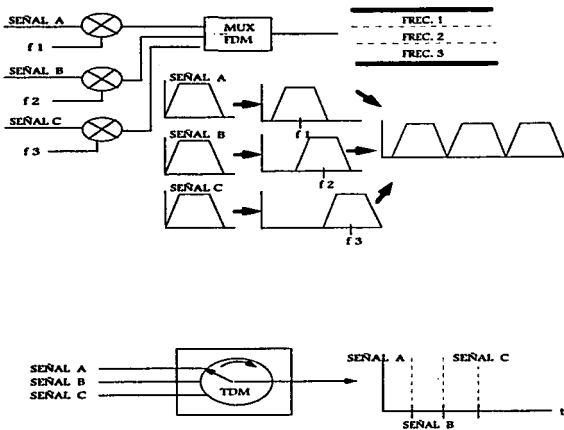 SEÑAL A
f 1
SEÑAL B
f 2
SEÑAL C
f 3
MUX
FDM
FREC. 1
FREC. 2
FREC. 3
SEÑAL A
f 1
SEÑAL B
f 2
SEÑAL C
f 3
SEÑAL A
SEÑAL B
SEÑAL C
TDM
SEÑAL A
SEÑAL C
SEÑAL B
t